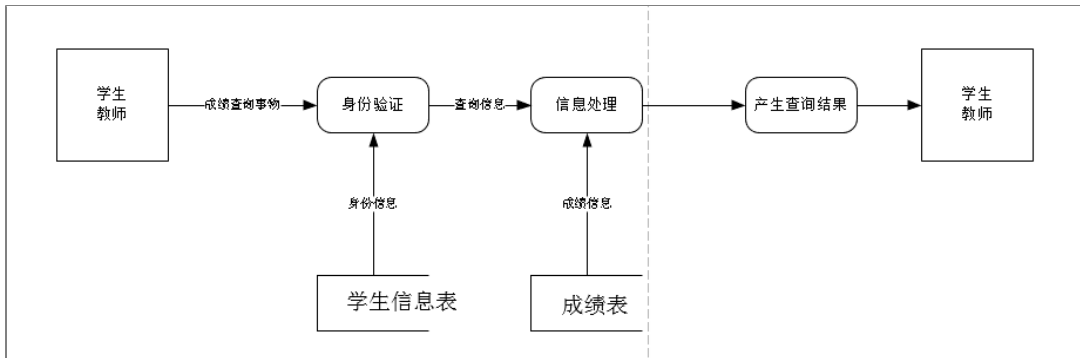 学生
教师
成绩查询事物
身份验证
查询信息
信息处理
产生查询结果
学生
教师
身份信息
成绩信息
学生信息表
成绩表